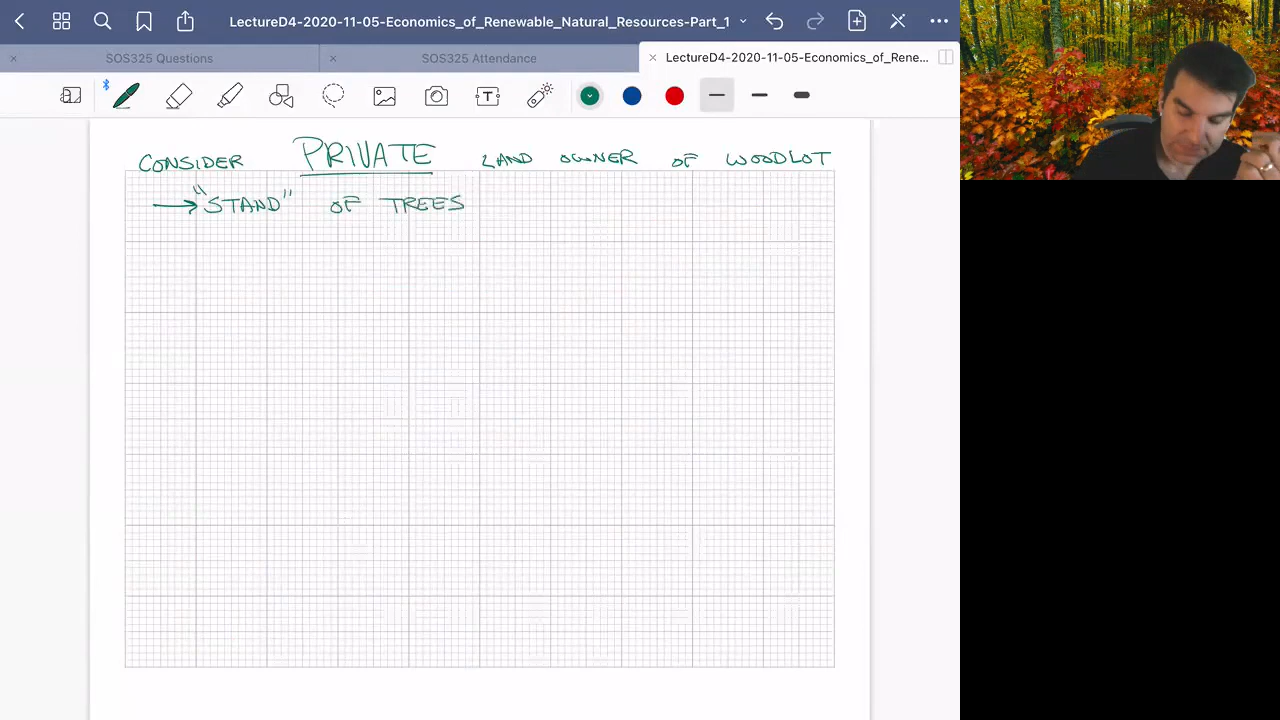 LectureD4-2020-11-05-Economics_of_Renewable_Natural_Resources-Part_1
SOS325 Questions
SOS325 Attendance
LectureD4-2020-11-05-Economics_of_Rene...
CONSIDER PRIVATE LAND OWNER OF WOODLOT
→ "STAND" OF TREES